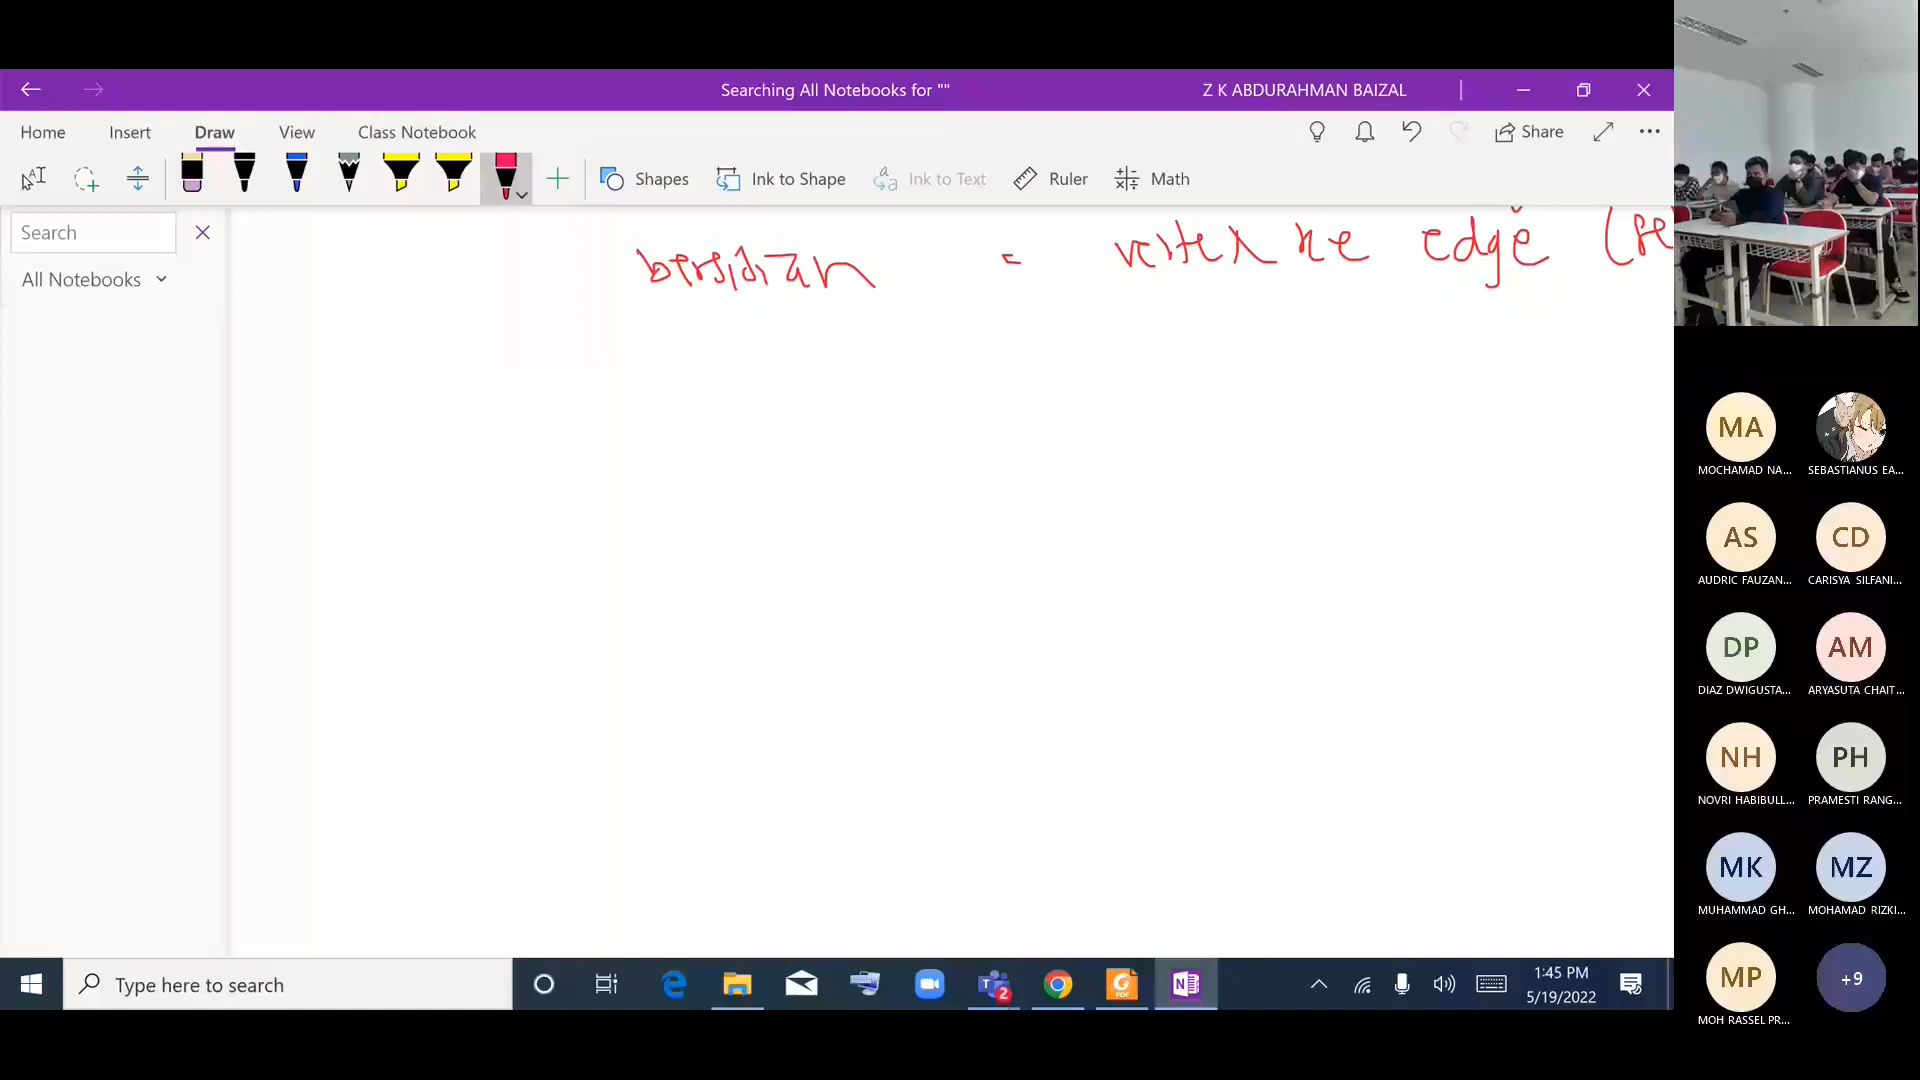 Searching All Notebooks for ""
Z K ABDURAHMAN BAIZAL
Home Insert Draw View Class Notebook
Share
Shapes Ink to Shape Ink to Text Ruler Math
Search
All Notebooks
= vertex ke edge (se
MA
MOCHAMAD NA...
SEBASTIANUS EA...
AS
AUDRIC FAUZAN...
CD
CARISYA SILFANI...
DP
DIAZ DWIGUSTA...
AM
ARYASUTA CHAIT...
NH
NOVRI HABIBULL...
PH
PRAMESTI RANG...
MK
MUHAMMAD GH...
MZ
MOHAMAD RIZKI...
MP
MOH RASSEL PR...
+9
Type here to search
2
PDF
N
1:45 PM
5/19/2022